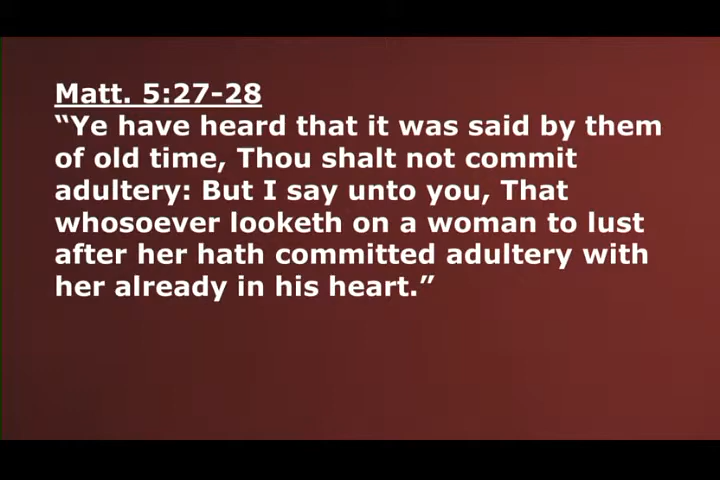 Matt. 5:27-28
“Ye have heard that it was said by them
of old time, Thou shalt not commit
adultery: But I say unto you, That
whosoever looketh on a woman to lust
after her hath committed adultery with
her already in his heart.”